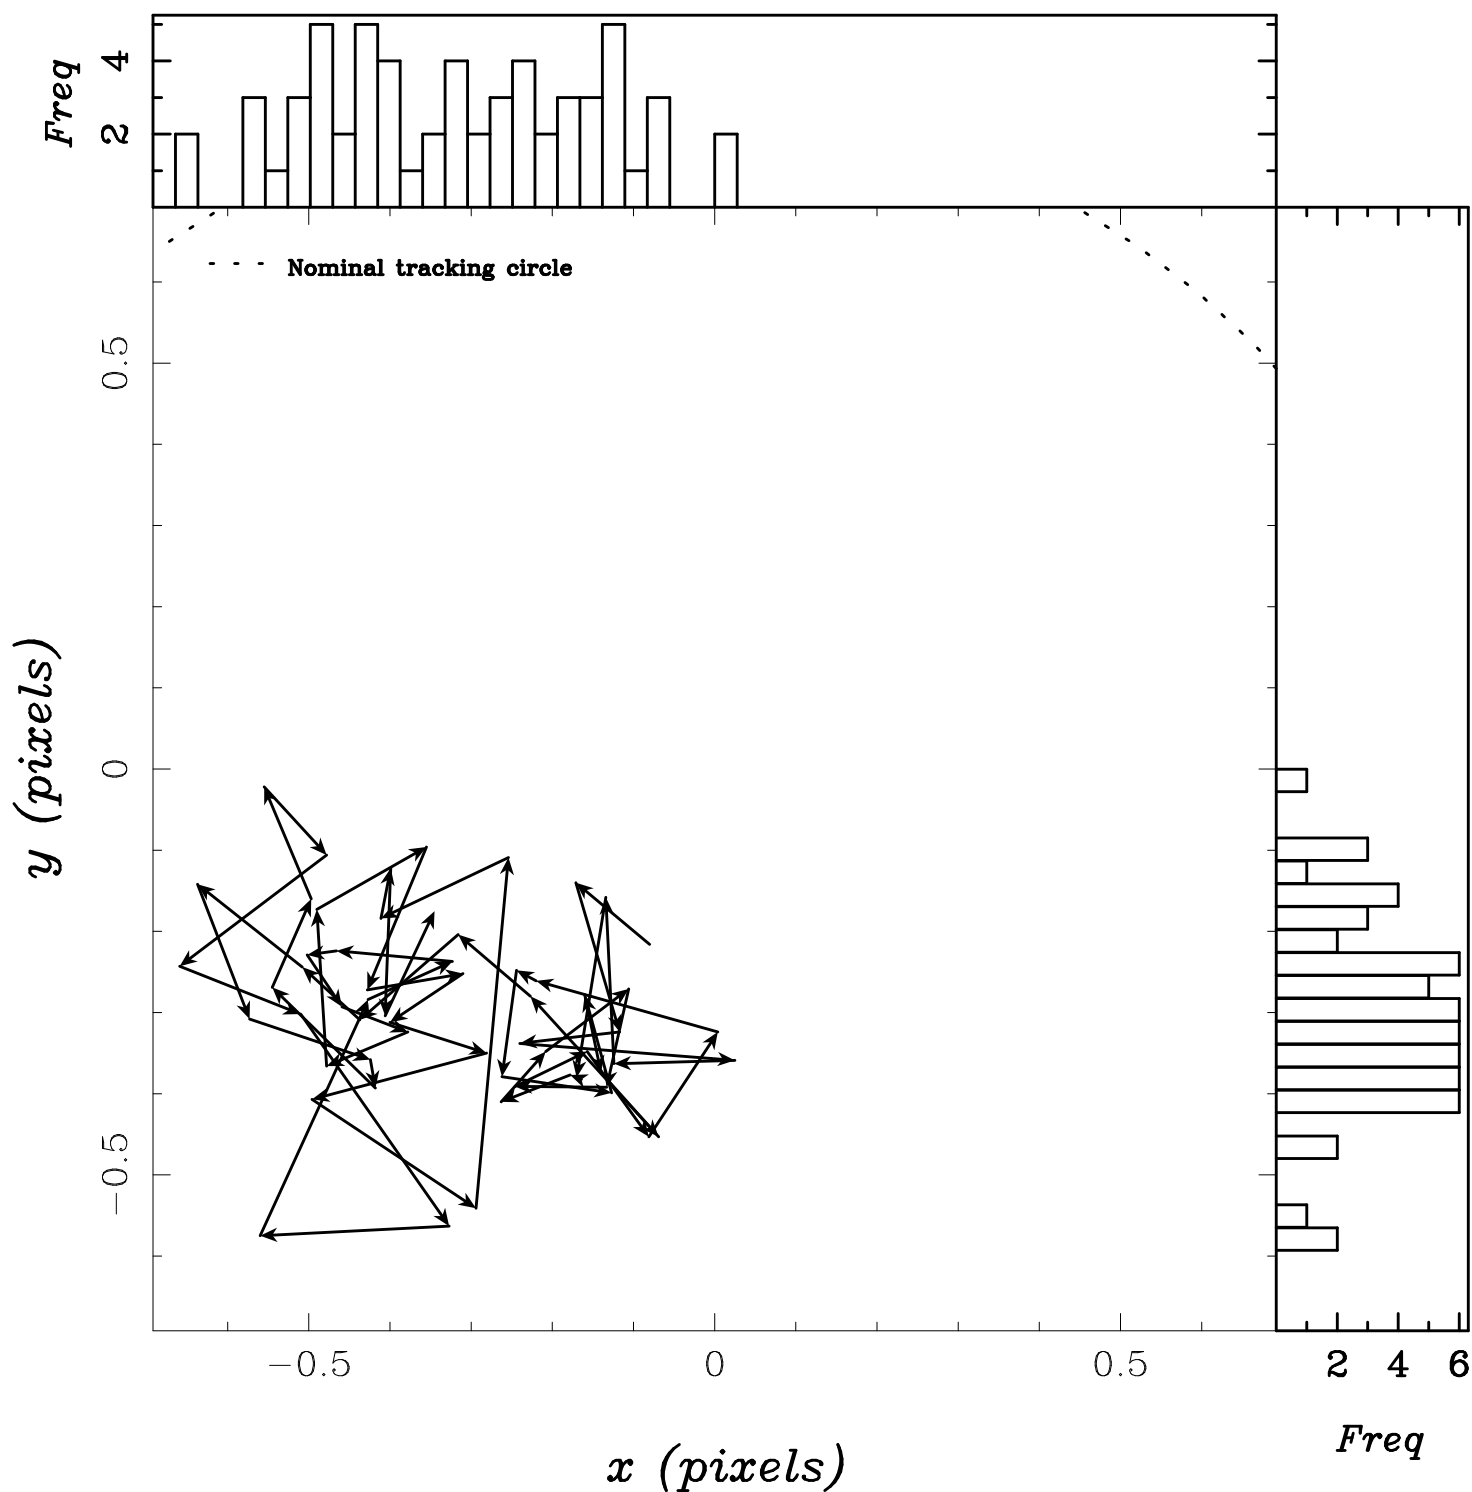 Freq
4
2
Nominal tracking circle
0.5
0
−0.5
y (pixels)
−0.5 0 0.5
x (pixels)
2 4 6
Freq